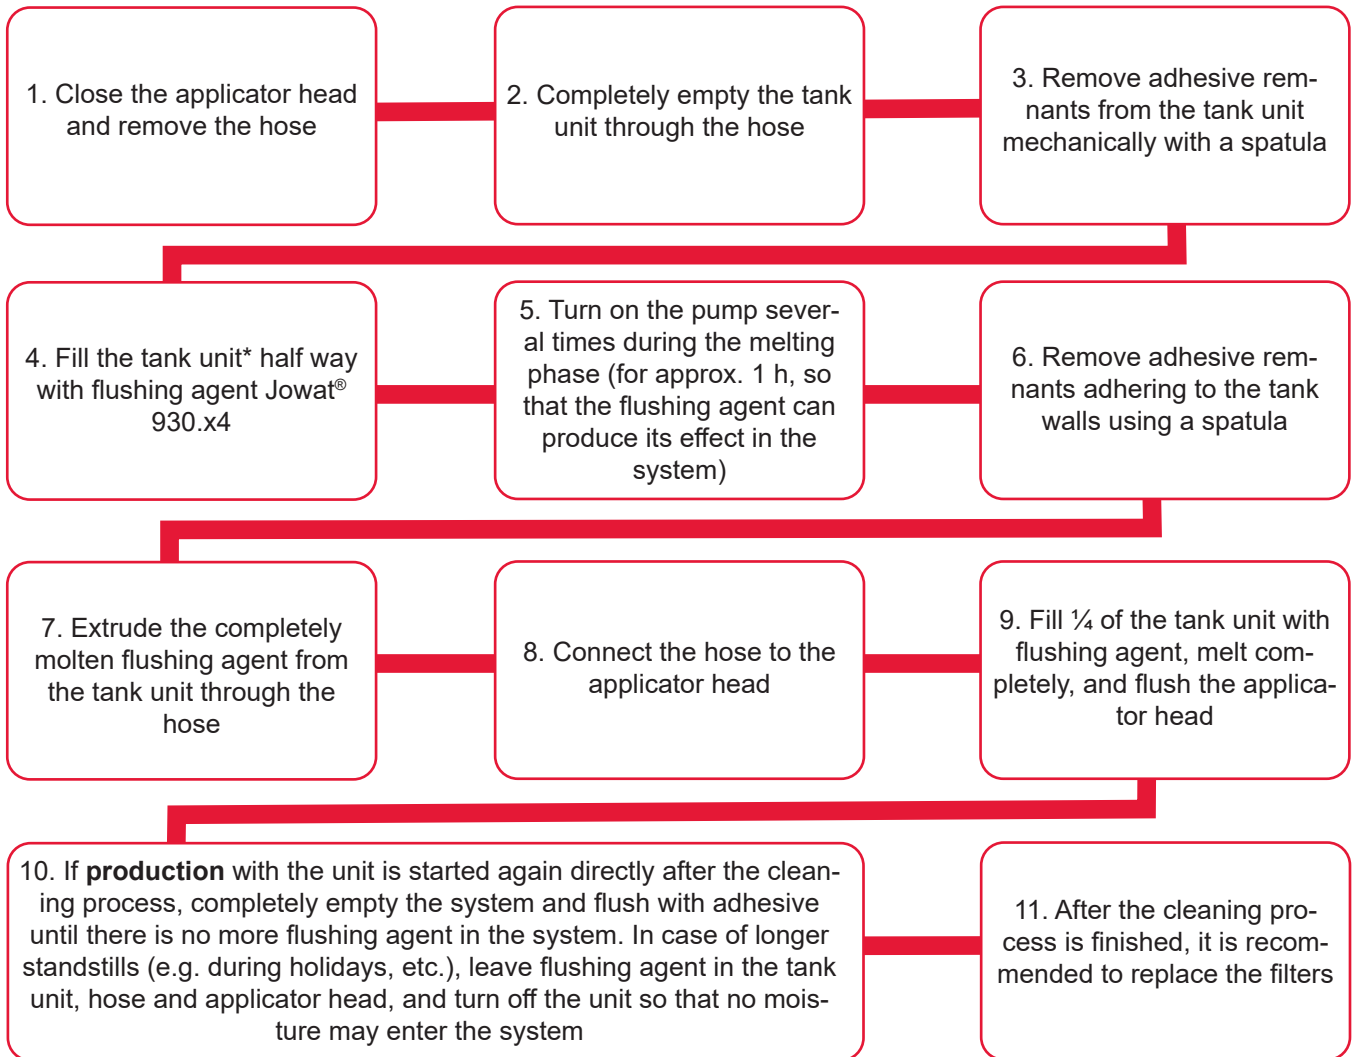 1. Close the applicator head
and remove the hose
2. Completely empty the tank
unit through the hose
3. Remove adhesive rem-
nants from the tank unit
mechanically with a spatula
4. Fill the tank unit* half way
with flushing agent Jowat®
930.x4
5. Turn on the pump sever-
al times during the melting
phase (for approx. 1 h, so
that the flushing agent can
produce its effect in the
system)
6. Remove adhesive rem-
nants adhering to the tank
walls using a spatula
7. Extrude the completely
molten flushing agent from
the tank unit through the
hose
8. Connect the hose to the
applicator head
9. Fill ¼ of the tank unit with
flushing agent, melt com-
pletely, and flush the applica-
tor head
10. If production with the unit is started again directly after the clean-
ing process, completely empty the system and flush with adhesive
until there is no more flushing agent in the system. In case of longer
standstills (e.g. during holidays, etc.), leave flushing agent in the tank
unit, hose and applicator head, and turn off the unit so that no mois-
ture may enter the system
11. After the cleaning pro-
cess is finished, it is recom-
mended to replace the filters